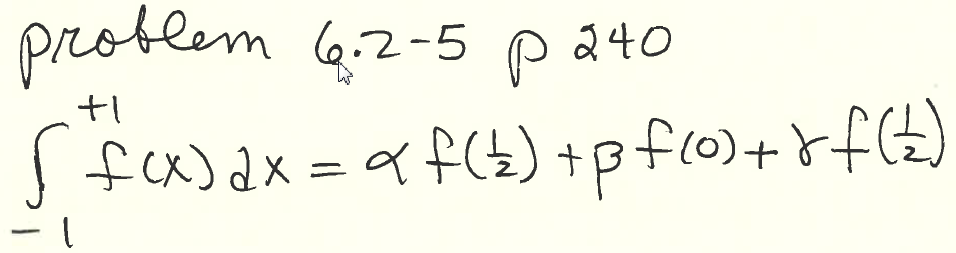 problem 6.2-5 p 240
∫₋₁⁺¹ f(x) dx = α f(1/2) + β f(0) + γ f(1/2)